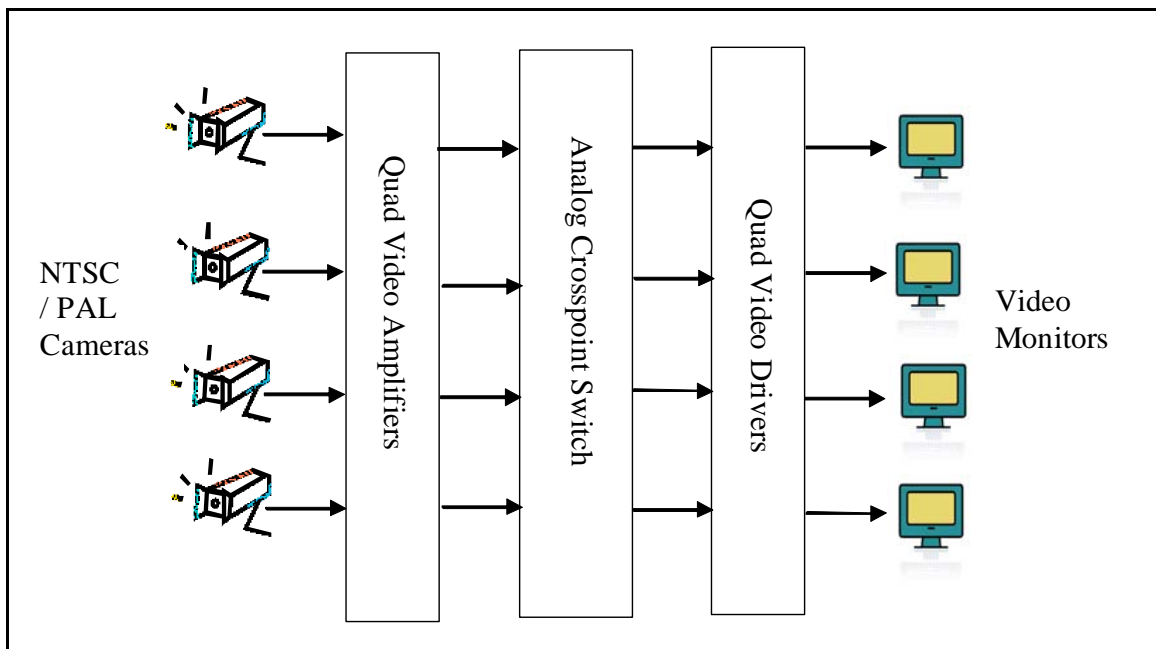 NTSC
/ PAL
Cameras
Quad Video Amplifiers
Analog Crosspoint Switch
Quad Video Drivers
Video
Monitors